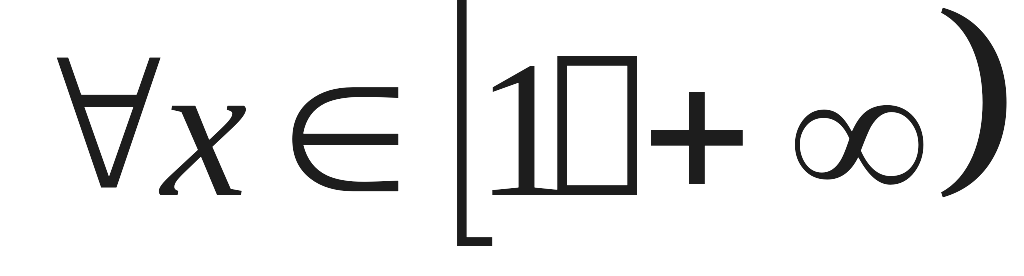 ∀x ∈ [1□+ ∞)